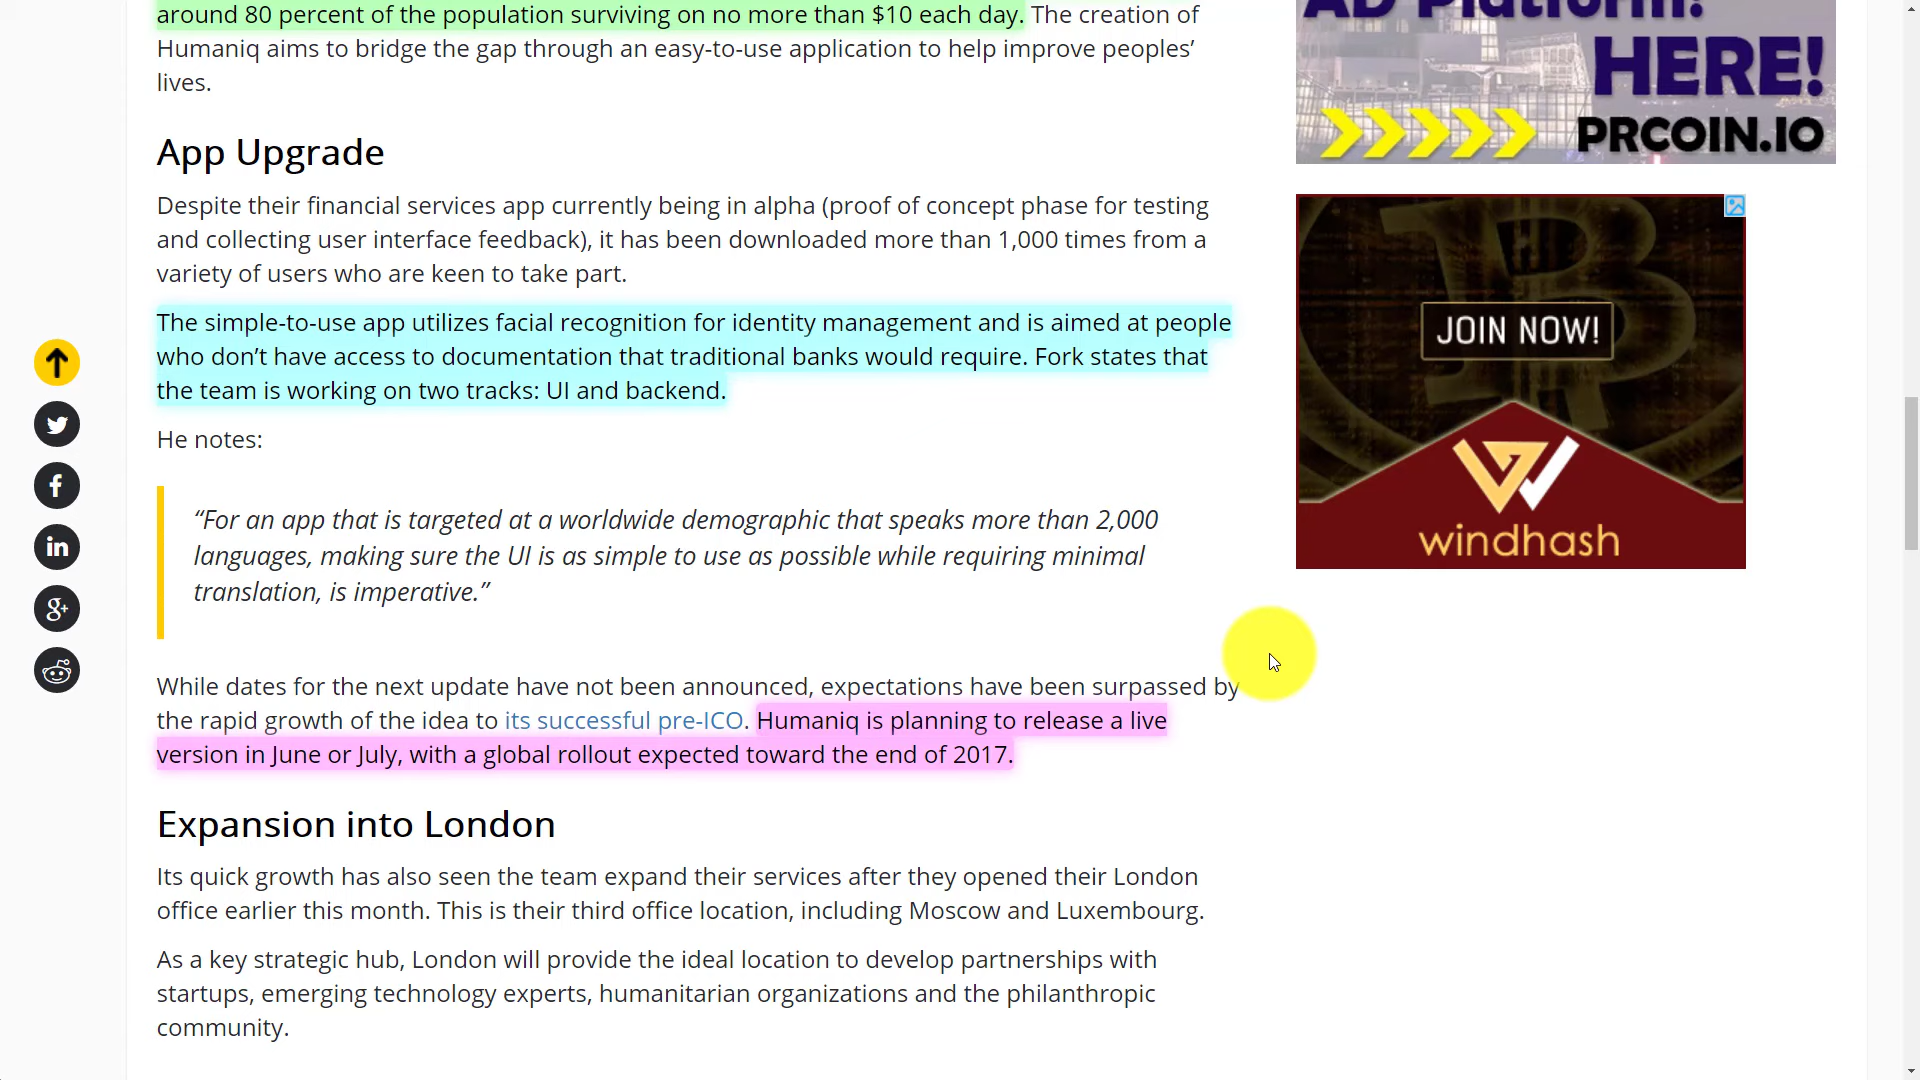 around 80 percent of the population surviving on no more than $10 each day. The creation of
Humaniq aims to bridge the gap through an easy-to-use application to help improve peoples’
lives.
App Upgrade
Despite their financial services app currently being in alpha (proof of concept phase for testing
and collecting user interface feedback), it has been downloaded more than 1,000 times from a
variety of users who are keen to take part.
The simple-to-use app utilizes facial recognition for identity management and is aimed at people
who don’t have access to documentation that traditional banks would require. Fork states that
the team is working on two tracks: UI and backend.
He notes:
“For an app that is targeted at a worldwide demographic that speaks more than 2,000
languages, making sure the UI is as simple to use as possible while requiring minimal
translation, is imperative.”
While dates for the next update have not been announced, expectations have been surpassed by
the rapid growth of the idea to its successful pre-ICO. Humaniq is planning to release a live
version in June or July, with a global rollout expected toward the end of 2017.
Expansion into London
Its quick growth has also seen the team expand their services after they opened their London
office earlier this month. This is their third office location, including Moscow and Luxembourg.
As a key strategic hub, London will provide the ideal location to develop partnerships with
startups, emerging technology experts, humanitarian organizations and the philanthropic
community.
AD Platform!
HERE!
PRCOIN.IO
JOIN NOW!
windhash